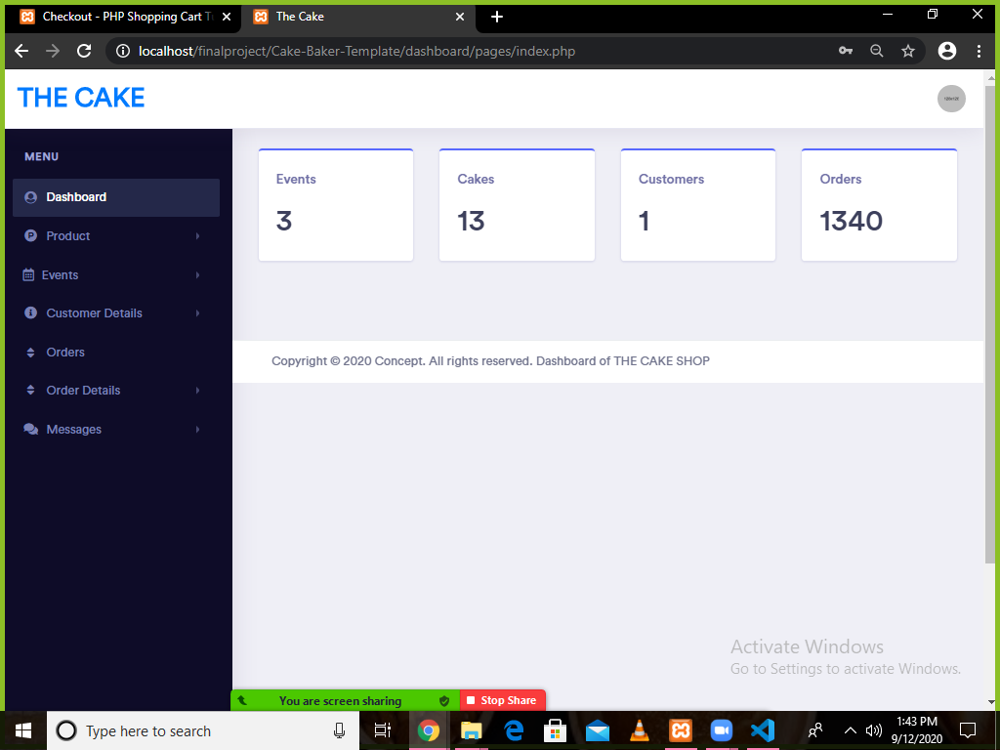 Checkout - PHP Shopping Cart T
The Cake
localhost/finalproject/Cake-Baker-Template/dashboard/pages/index.php
THE CAKE
MENU
Dashboard
Product
Events
Customer Details
Orders
Order Details
Messages
Events
3
Cakes
13
Customers
1
Orders
1340
Copyright © 2020 Concept. All rights reserved. Dashboard of THE CAKE SHOP
Activate Windows
Go to Settings to activate Windows.
You are screen sharing
Stop Share
Type here to search
1:43 PM
9/12/2020